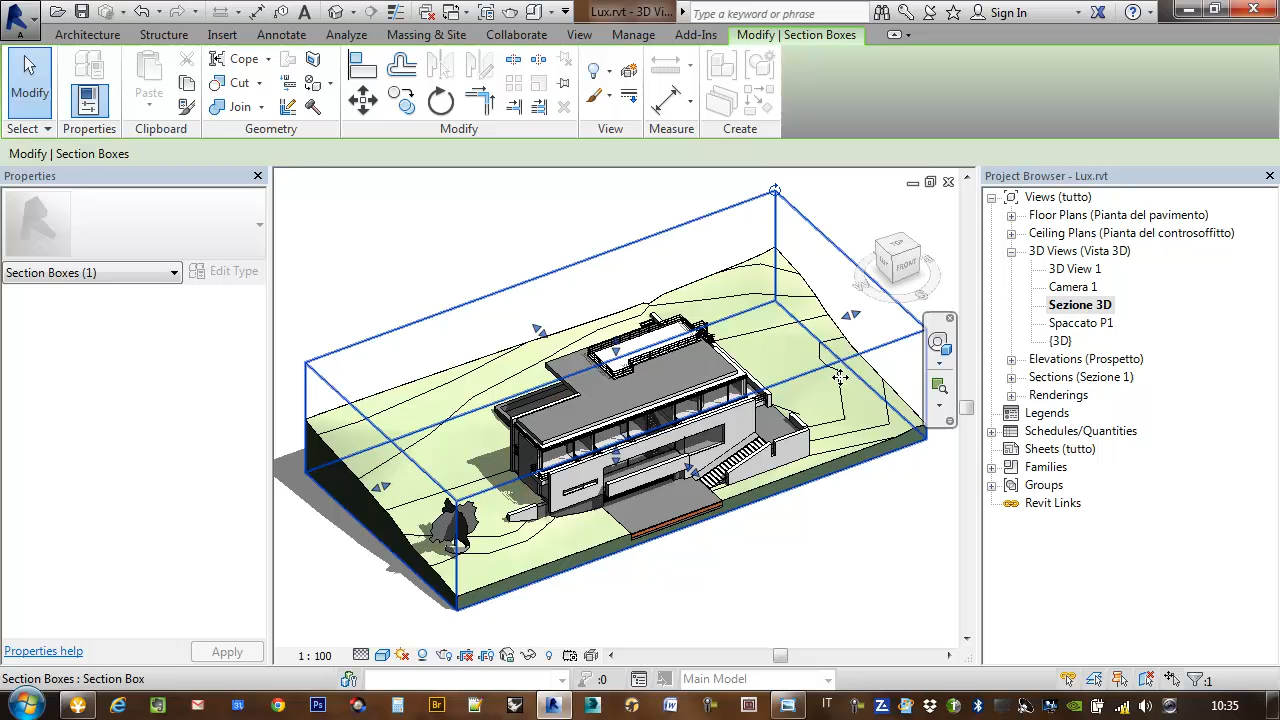 Lux.rvt - 3D Vi...
Type a keyword or phrase
Sign In
Architecture Structure Insert Annotate Analyze Massing & Site Collaborate View Manage Add-Ins Modify | Section Boxes
Modify
Paste
Cope
Cut
Join
Select Properties Clipboard Geometry Modify View Measure Create
Modify | Section Boxes
Properties
Section Boxes (1)
Edit Type
Properties help
Apply
TOP
FRONT
1 : 100
Project Browser - Lux.rvt
Views (tutto)
Floor Plans (Pianta del pavimento)
Ceiling Plans (Pianta del controsoffitto)
3D Views (Vista 3D)
3D View 1
Camera 1
Sezione 3D
Spaccato P1
{3D}
Elevations (Prospetto)
Sections (Sezione 1)
Renderings
Legends
Schedules/Quantities
Sheets (tutto)
Families
Groups
Revit Links
Section Boxes : Section Box
:0
Main Model
:1
IT
10:35